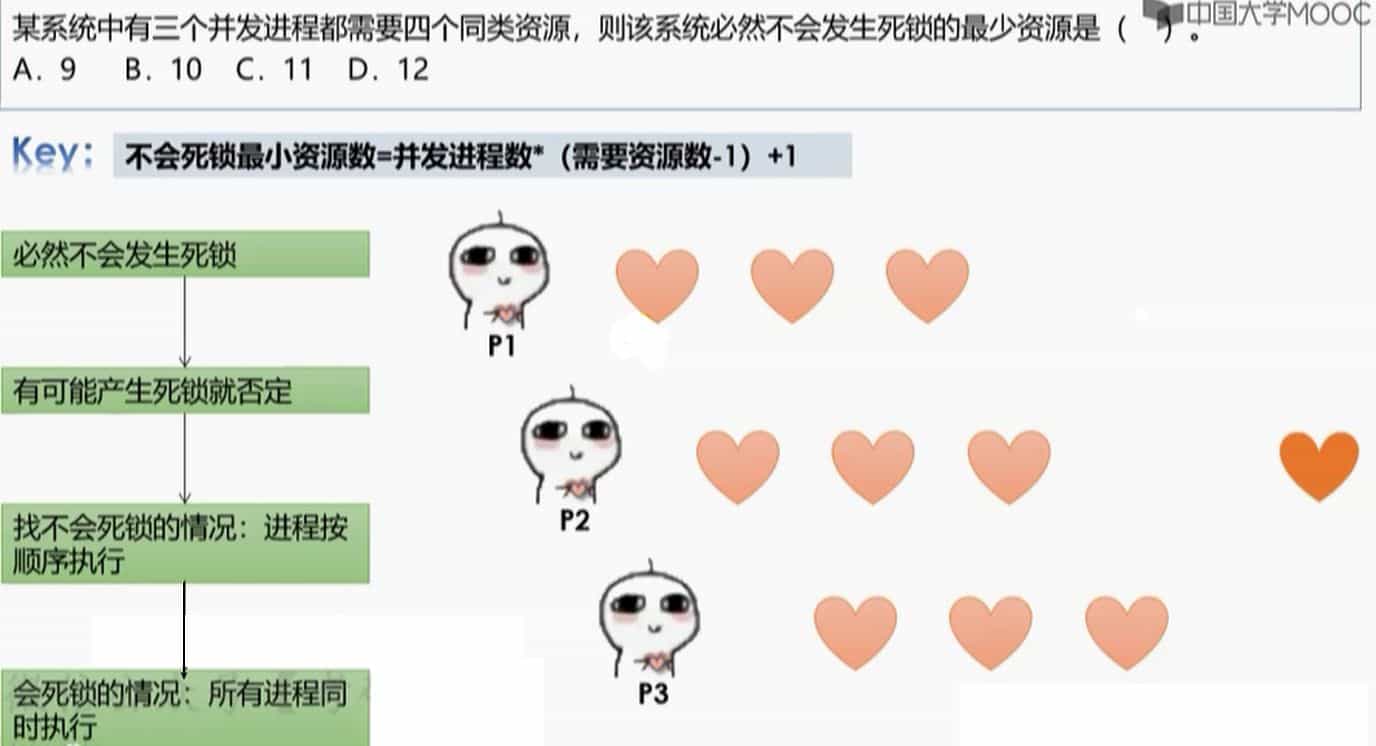 中国大学MOOC
某系统中有三个并发进程都需要四个同类资源，则该系统必然不会发生死锁的最少资源是（ ）。
A. 9 B. 10 C. 11 D. 12
Key： 不会死锁最小资源数=并发进程数*（需要资源数-1）+1
必然不会发生死锁
P1
有可能产生死锁就否定
P2
找不会死锁的情况：进程按
顺序执行
P3
会死锁的情况：所有进程同
时执行